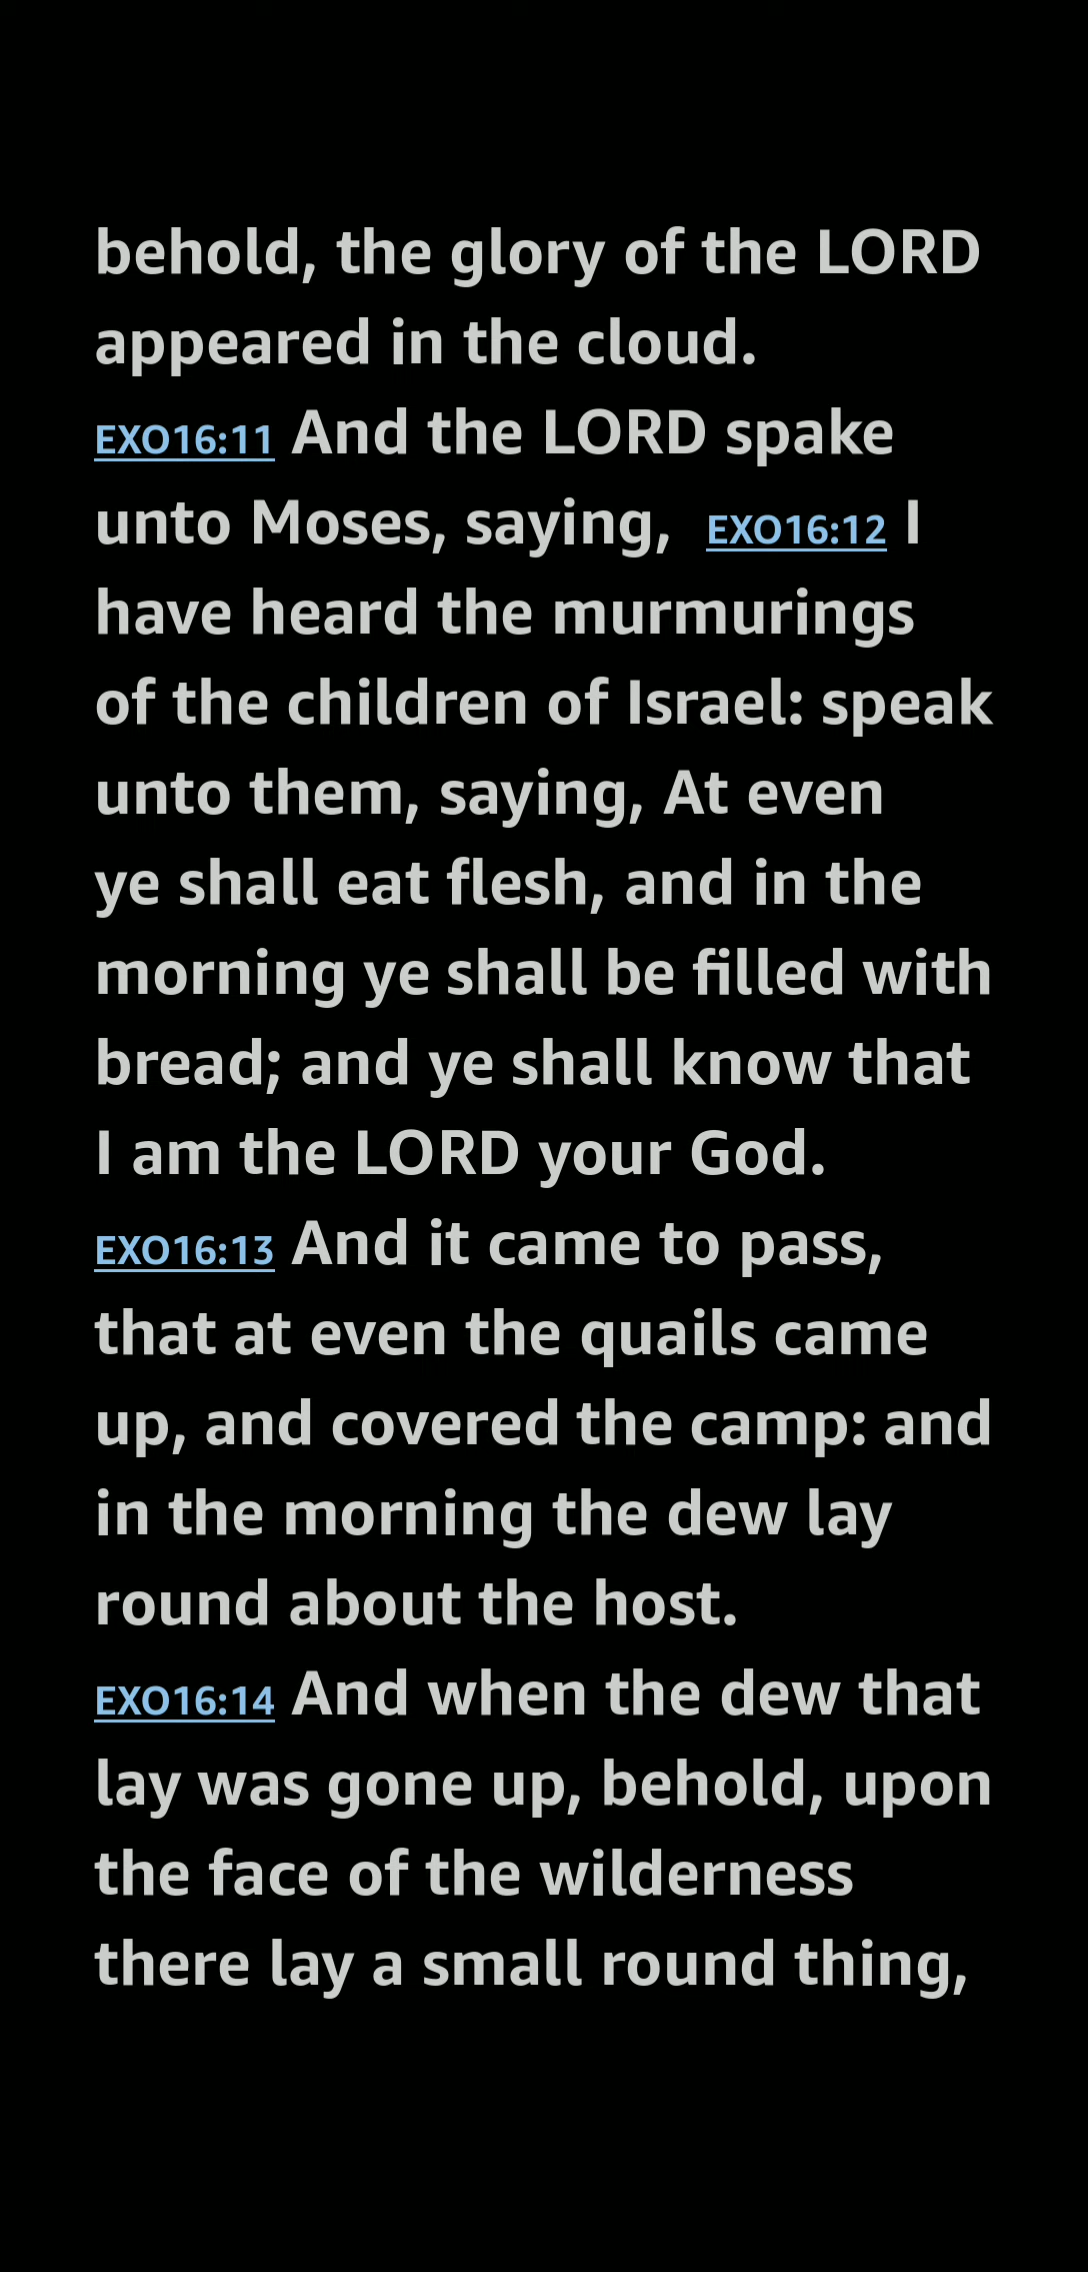 behold, the glory of the LORD
appeared in the cloud.
EXO16:11 And the LORD spake
unto Moses, saying, EXO16:12 I
have heard the murmurings
of the children of Israel: speak
unto them, saying, At even
ye shall eat flesh, and in the
morning ye shall be filled with
bread; and ye shall know that
I am the LORD your God.
EXO16:13 And it came to pass,
that at even the quails came
up, and covered the camp: and
in the morning the dew lay
round about the host.
EXO16:14 And when the dew that
lay was gone up, behold, upon
the face of the wilderness
there lay a small round thing,